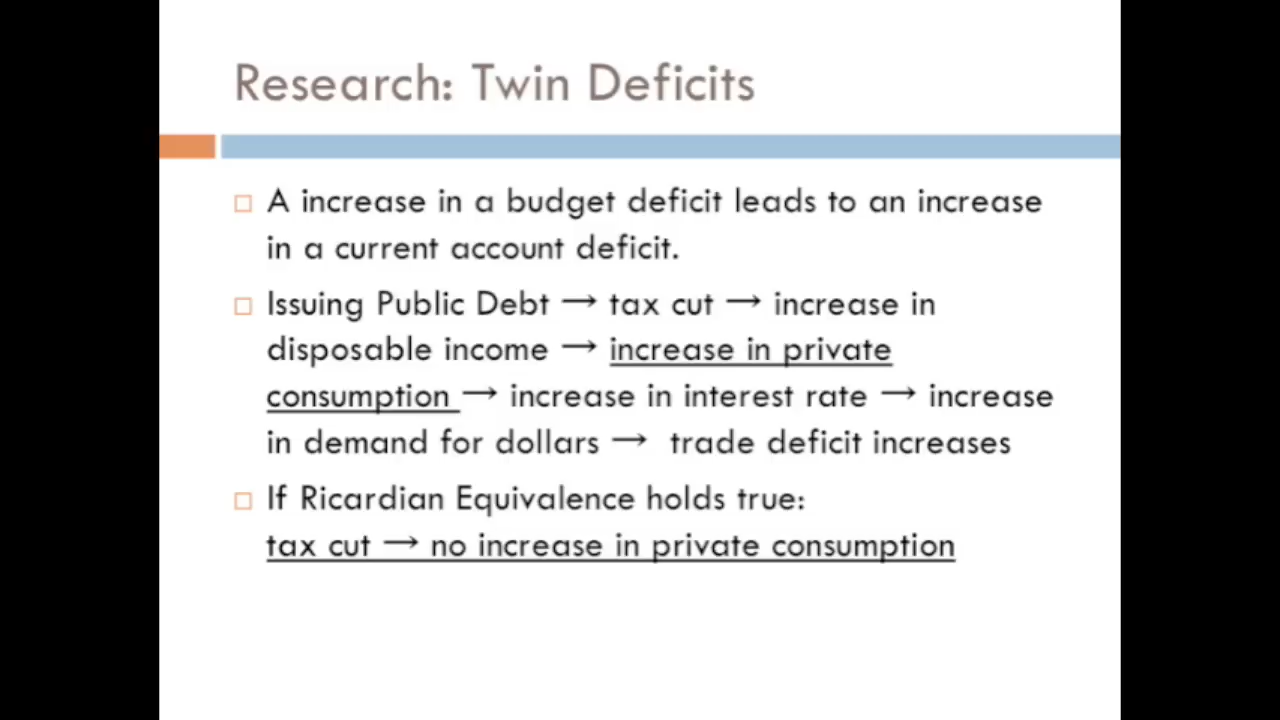 Research: Twin Deficits
A increase in a budget deficit leads to an increase
in a current account deficit.
Issuing Public Debt → tax cut → increase in
disposable income → increase in private
consumption → increase in interest rate → increase
in demand for dollars → trade deficit increases
If Ricardian Equivalence holds true:
tax cut → no increase in private consumption